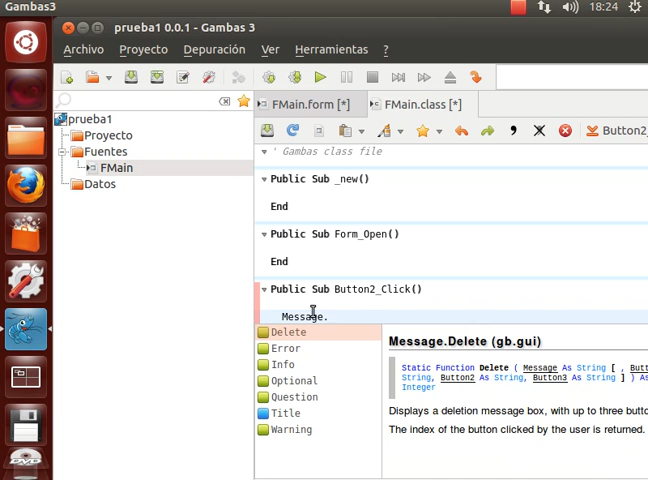 Gambas3
18:24
prueba1 0.0.1 - Gambas 3
Archivo Proyecto Depuración Ver Herramientas ?
prueba1
Proyecto
Fuentes
FMain
Datos
FMain.form [*]
FMain.class [*]
Button2_
' Gambas class file
Public Sub _new()
End
Public Sub Form_Open()
End
Public Sub Button2_Click()
Message.
Delete
Error
Info
Optional
Question
Title
Warning
Message.Delete (gb.gui)
Static Function Delete ( Message As String [ , Butt
String, Button2 As String, Button3 As String ] ) As
Integer
Displays a deletion message box, with up to three butto
The index of the button clicked by the user is returned.